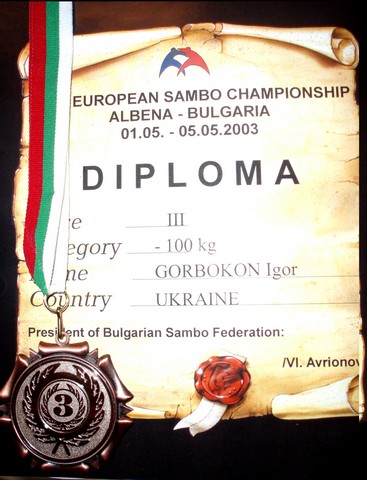 EUROPEAN SAMBO CHAMPIONSHIP
ALBENA - BULGARIA
01.05. - 05.05.2003
DIPLOMA
ce III
egory - 100 kg
me GORBOKON Igor
Country UKRAINE
President of Bulgarian Sambo Federation:
/Vl. Avrionov
3